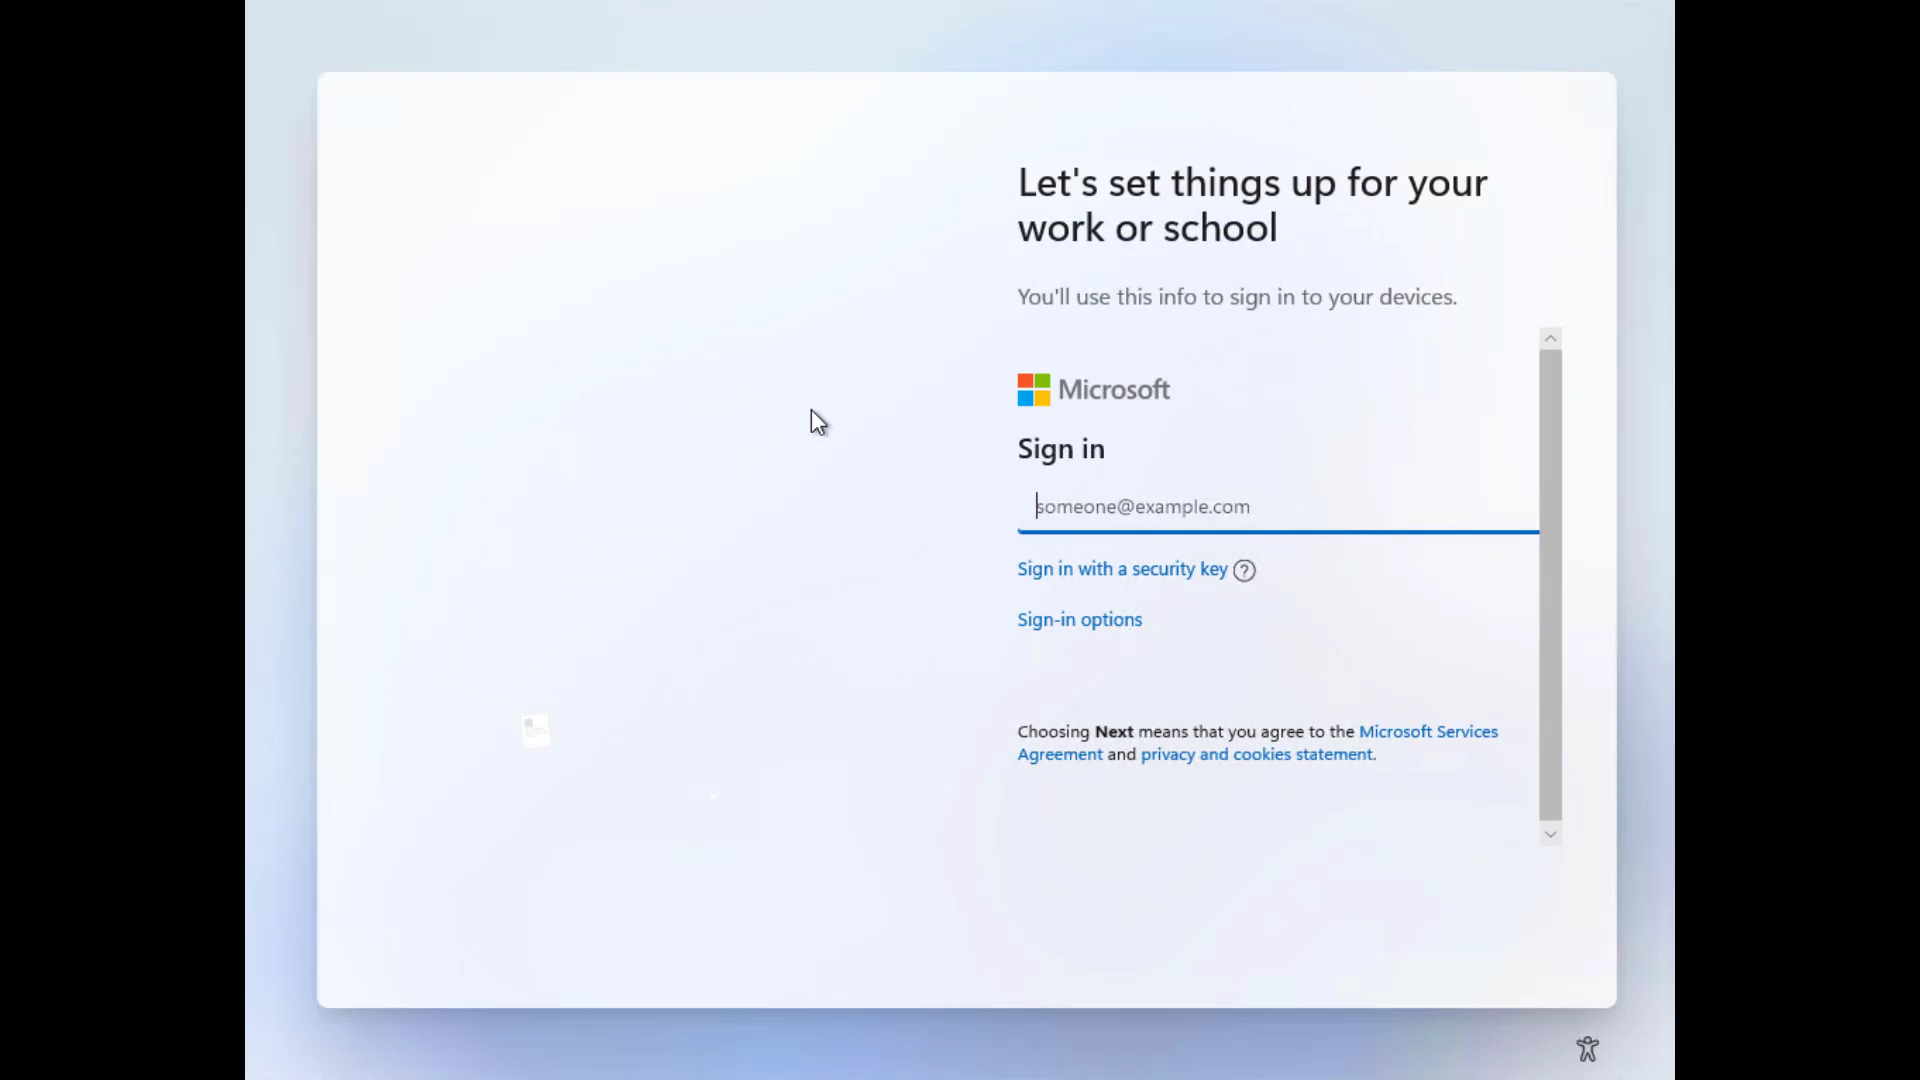 Let's set things up for your
work or school
You'll use this info to sign in to your devices.
Microsoft
Sign in
someone@example.com
Sign in with a security key
Sign-in options
Choosing Next means that you agree to the Microsoft Services
Agreement and privacy and cookies statement.